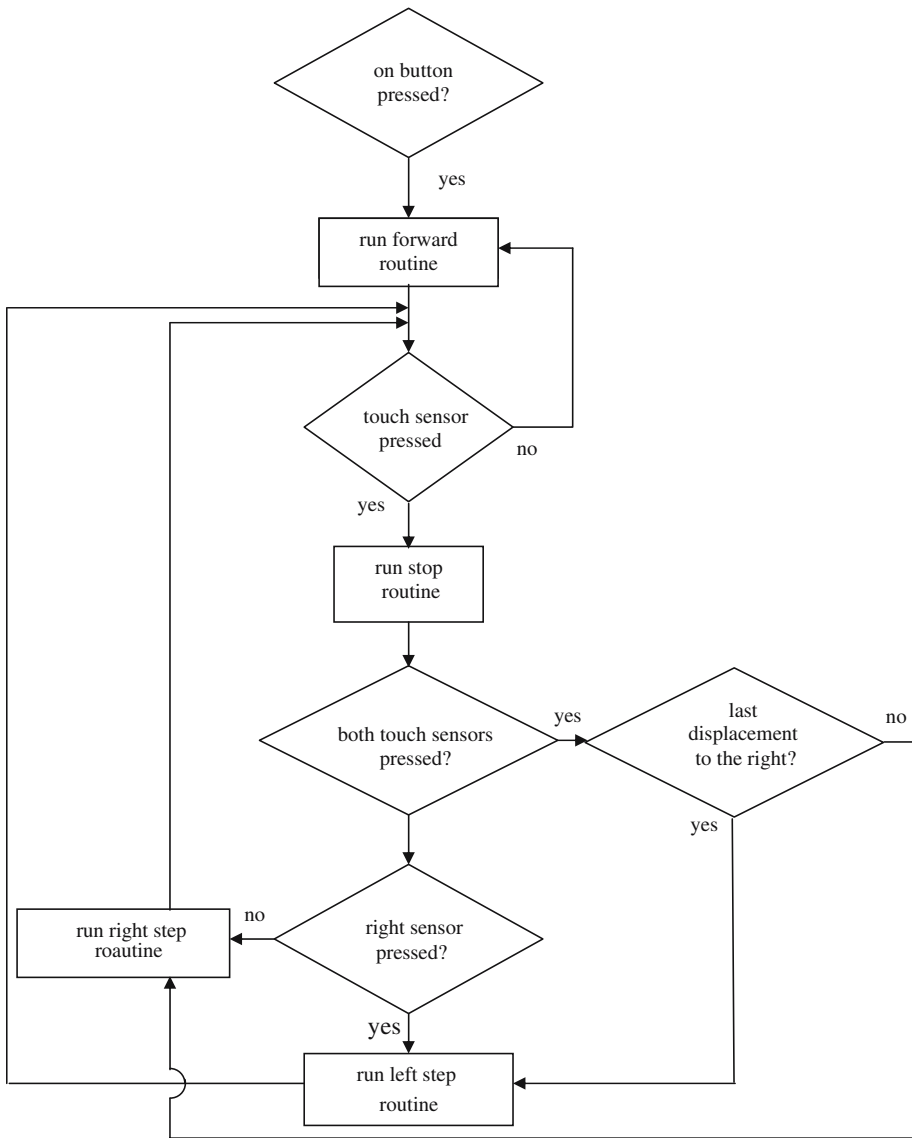 on button
pressed?
yes
run forward
routine
touch sensor
pressed
no
yes
run stop
routine
both touch sensors
pressed?
yes
last
displacement
to the right?
no
yes
right sensor
pressed?
no
run right step
roautine
yes
run left step
routine